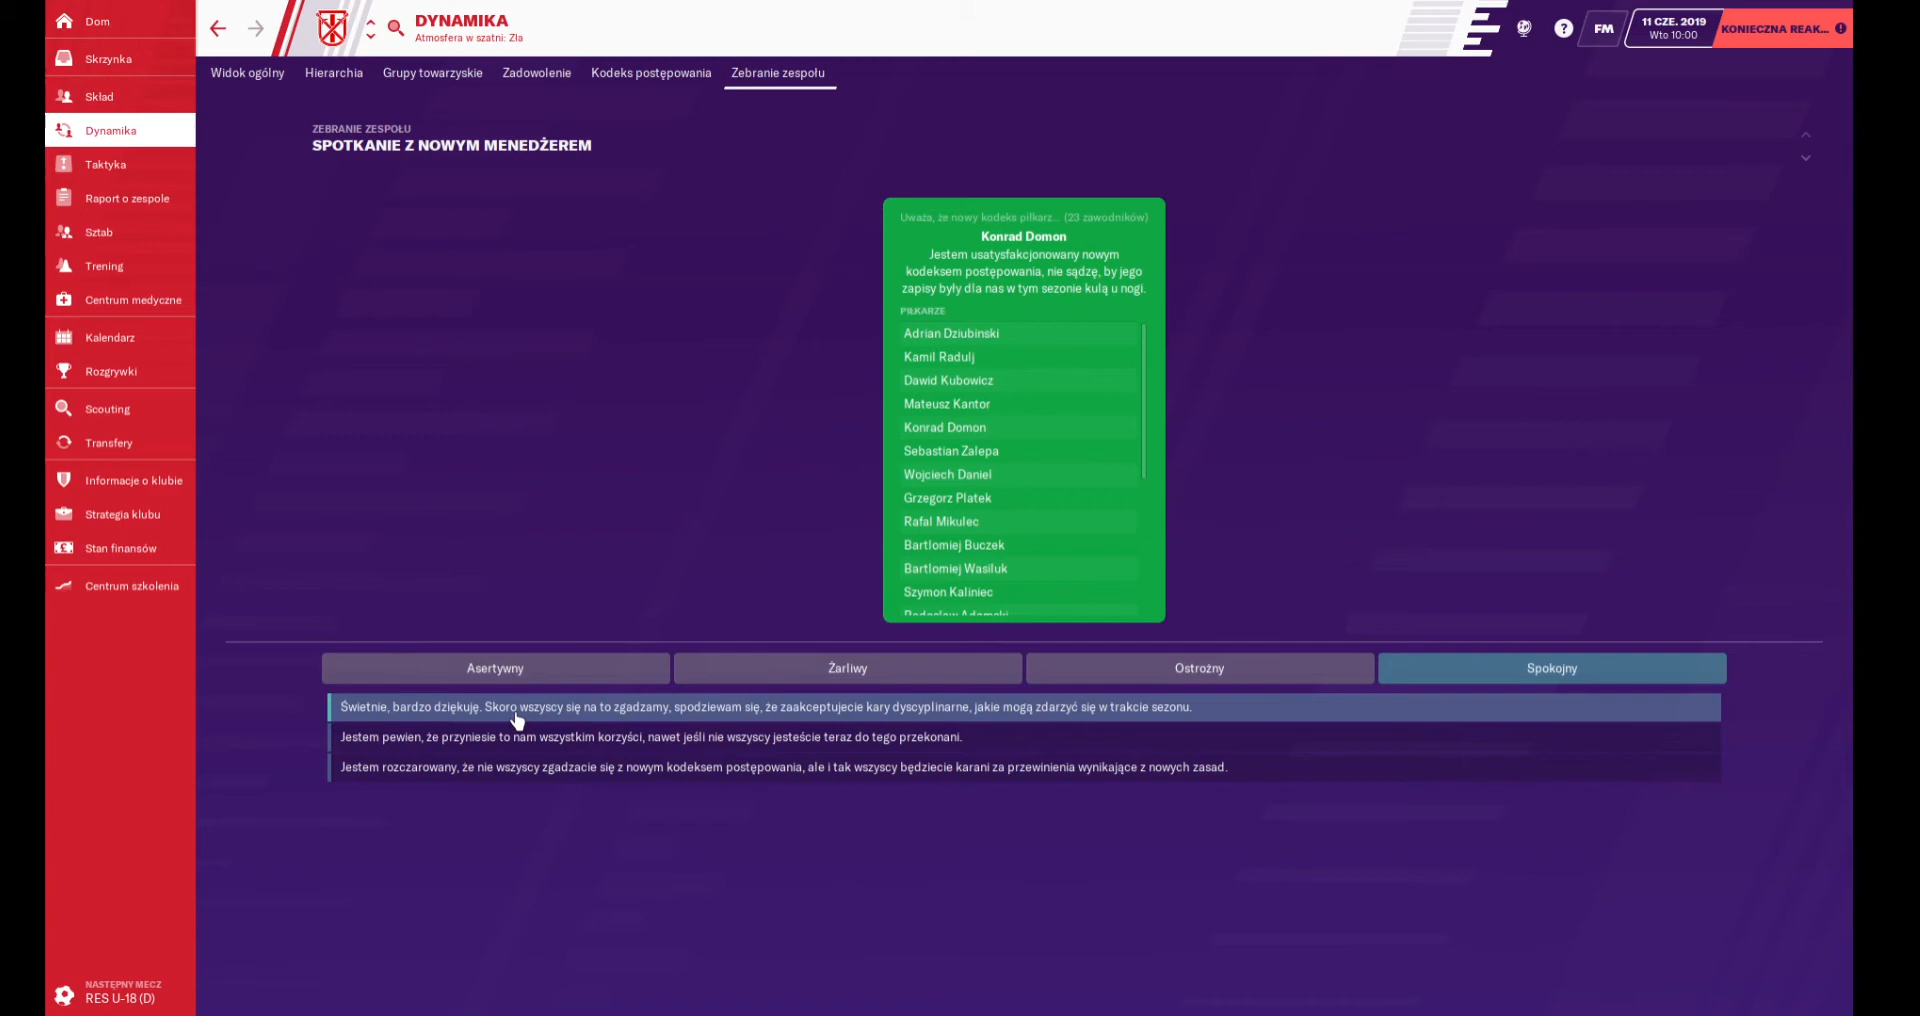 Dom
Skrzynka
Skład
Dynamika
Taktyka
Raport o zespole
Sztab
Trening
Centrum medyczne
Kalendarz
Rozgrywki
Scouting
Transfery
Informacje o klubie
Strategia klubu
Stan finansów
Centrum szkolenia
NASTĘPNY MECZ
RES U-18 (D)
DYNAMIKA
Atmosfera w szatni: Zła
FM
11 CZE. 2019
Wto 10:00
KONIECZNA REAK...
Widok ogólny
Hierarchia
Grupy towarzyskie
Zadowolenie
Kodeks postępowania
Zebranie zespołu
ZEBRANIE ZESPOŁU
SPOTKANIE Z NOWYM MENEDŻEREM
Uważa, że nowy kodeks piłkarz... (23 zawodników)
Konrad Domon
Jestem usatysfakcjonowany nowym
kodeksem postępowania, nie sądzę, by jego
zapisy były dla nas w tym sezonie kulą u nogi.
PIŁKARZE
Adrian Dziubinski
Kamil Radulj
Dawid Kubowicz
Mateusz Kantor
Konrad Domon
Sebastian Zalepa
Wojciech Daniel
Grzegorz Platek
Rafal Mikulec
Bartlomiej Buczek
Bartlomiej Wasiluk
Szymon Kaliniec
Radoslaw Adamski
Asertywny
Żarliwy
Ostrożny
Spokojny
Świetnie, bardzo dziękuję. Skoro wszyscy się na to zgadzamy, spodziewam się, że zaakceptujecie kary dyscyplinarne, jakie mogą zdarzyć się w trakcie sezonu.
Jestem pewien, że przyniesie to nam wszystkim korzyści, nawet jeśli nie wszyscy jesteście teraz do tego przekonani.
Jestem rozczarowany, że nie wszyscy zgadzacie się z nowym kodeksem postępowania, ale i tak wszyscy będziecie karani za przewinienia wynikające z nowych zasad.